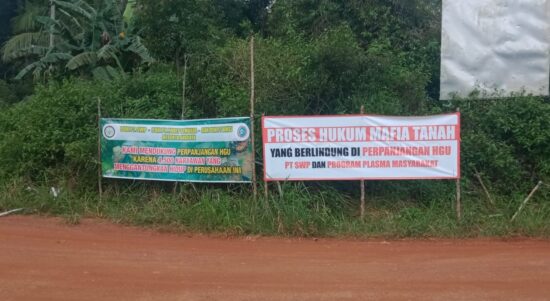 KAMI MENDUKUNG PERPANJANGAN HGU
KARENA 4.500 KARYAWAN YANG
MENGGANTUNGKAN HIDUP DI PERUSAHAAN INI
PROSES HUKUM MAFIA TANAH
YANG BERLINDUNG DI PERPANJANGAN HGU
PT SWP DAN PROGRAM PLASMA MASYARAKAT